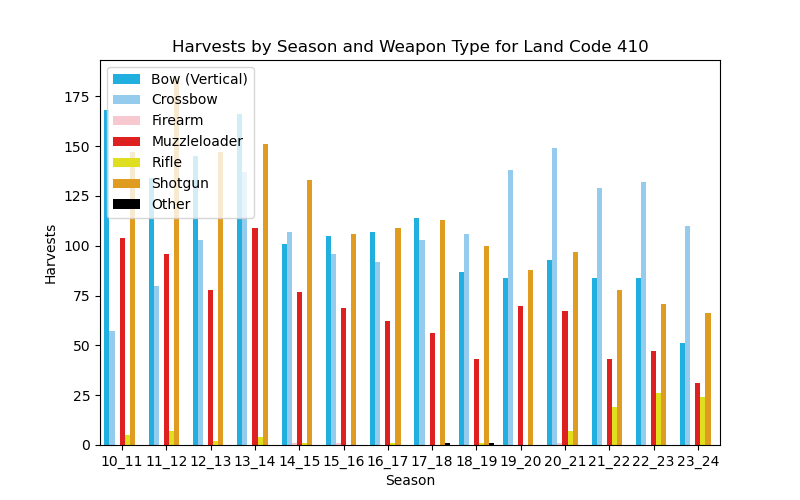 Harvests by Season and Weapon Type for Land Code 410
Bow (Vertical)
Crossbow
Firearm
Muzzleloader
Rifle
Shotgun
Other
175
150
125
100
75
50
25
0
Harvests
10_11 11_12 12_13 13_14 14_15 15_16 16_17 17_18 18_19 19_20 20_21 21_22 22_23 23_24
Season